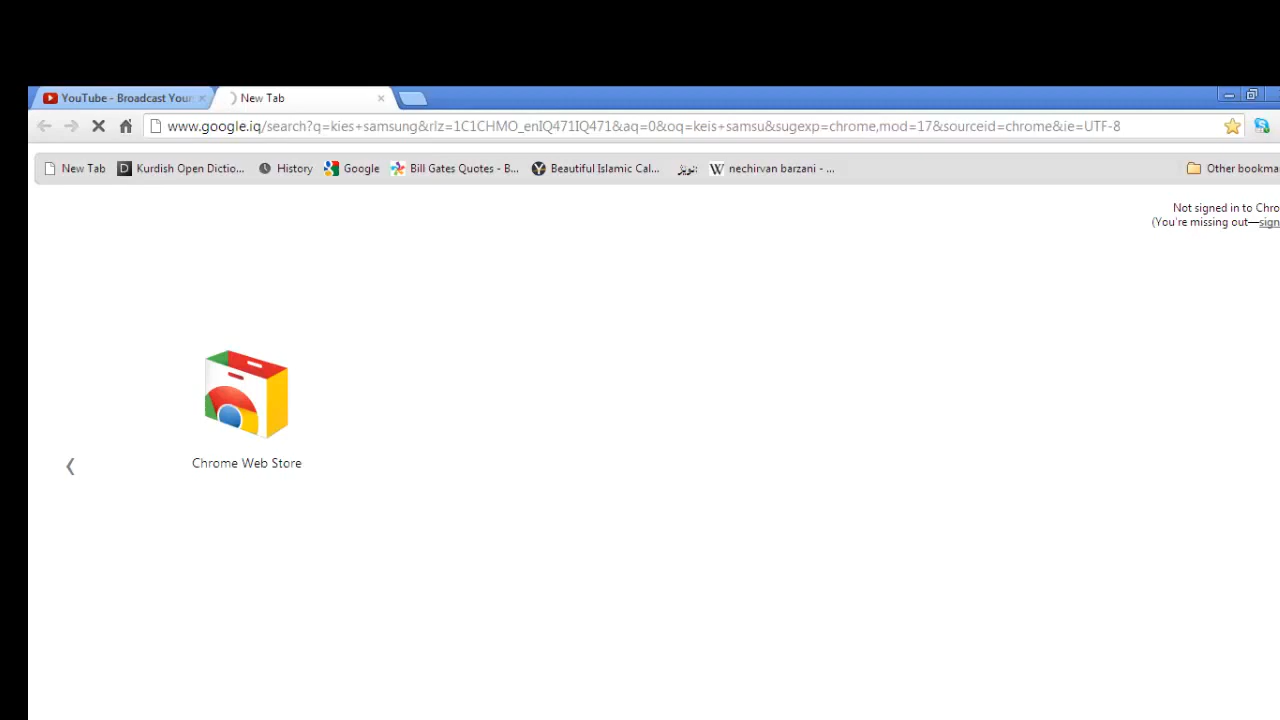 YouTube - Broadcast Your
New Tab
www.google.iq/search?q=kies+samsung&rlz=1C1CHMO_enIQ471IQ471&aq=0&oq=keis+samsu&sugexp=chrome,mod=17&sourceid=chrome&ie=UTF-8
New Tab
Kurdish Open Dictio...
History
Google
Bill Gates Quotes - B...
Beautiful Islamic Cal...
nechirvan barzani - ...
Other bookma
Not signed in to Chro
(You're missing out—sign
Chrome Web Store